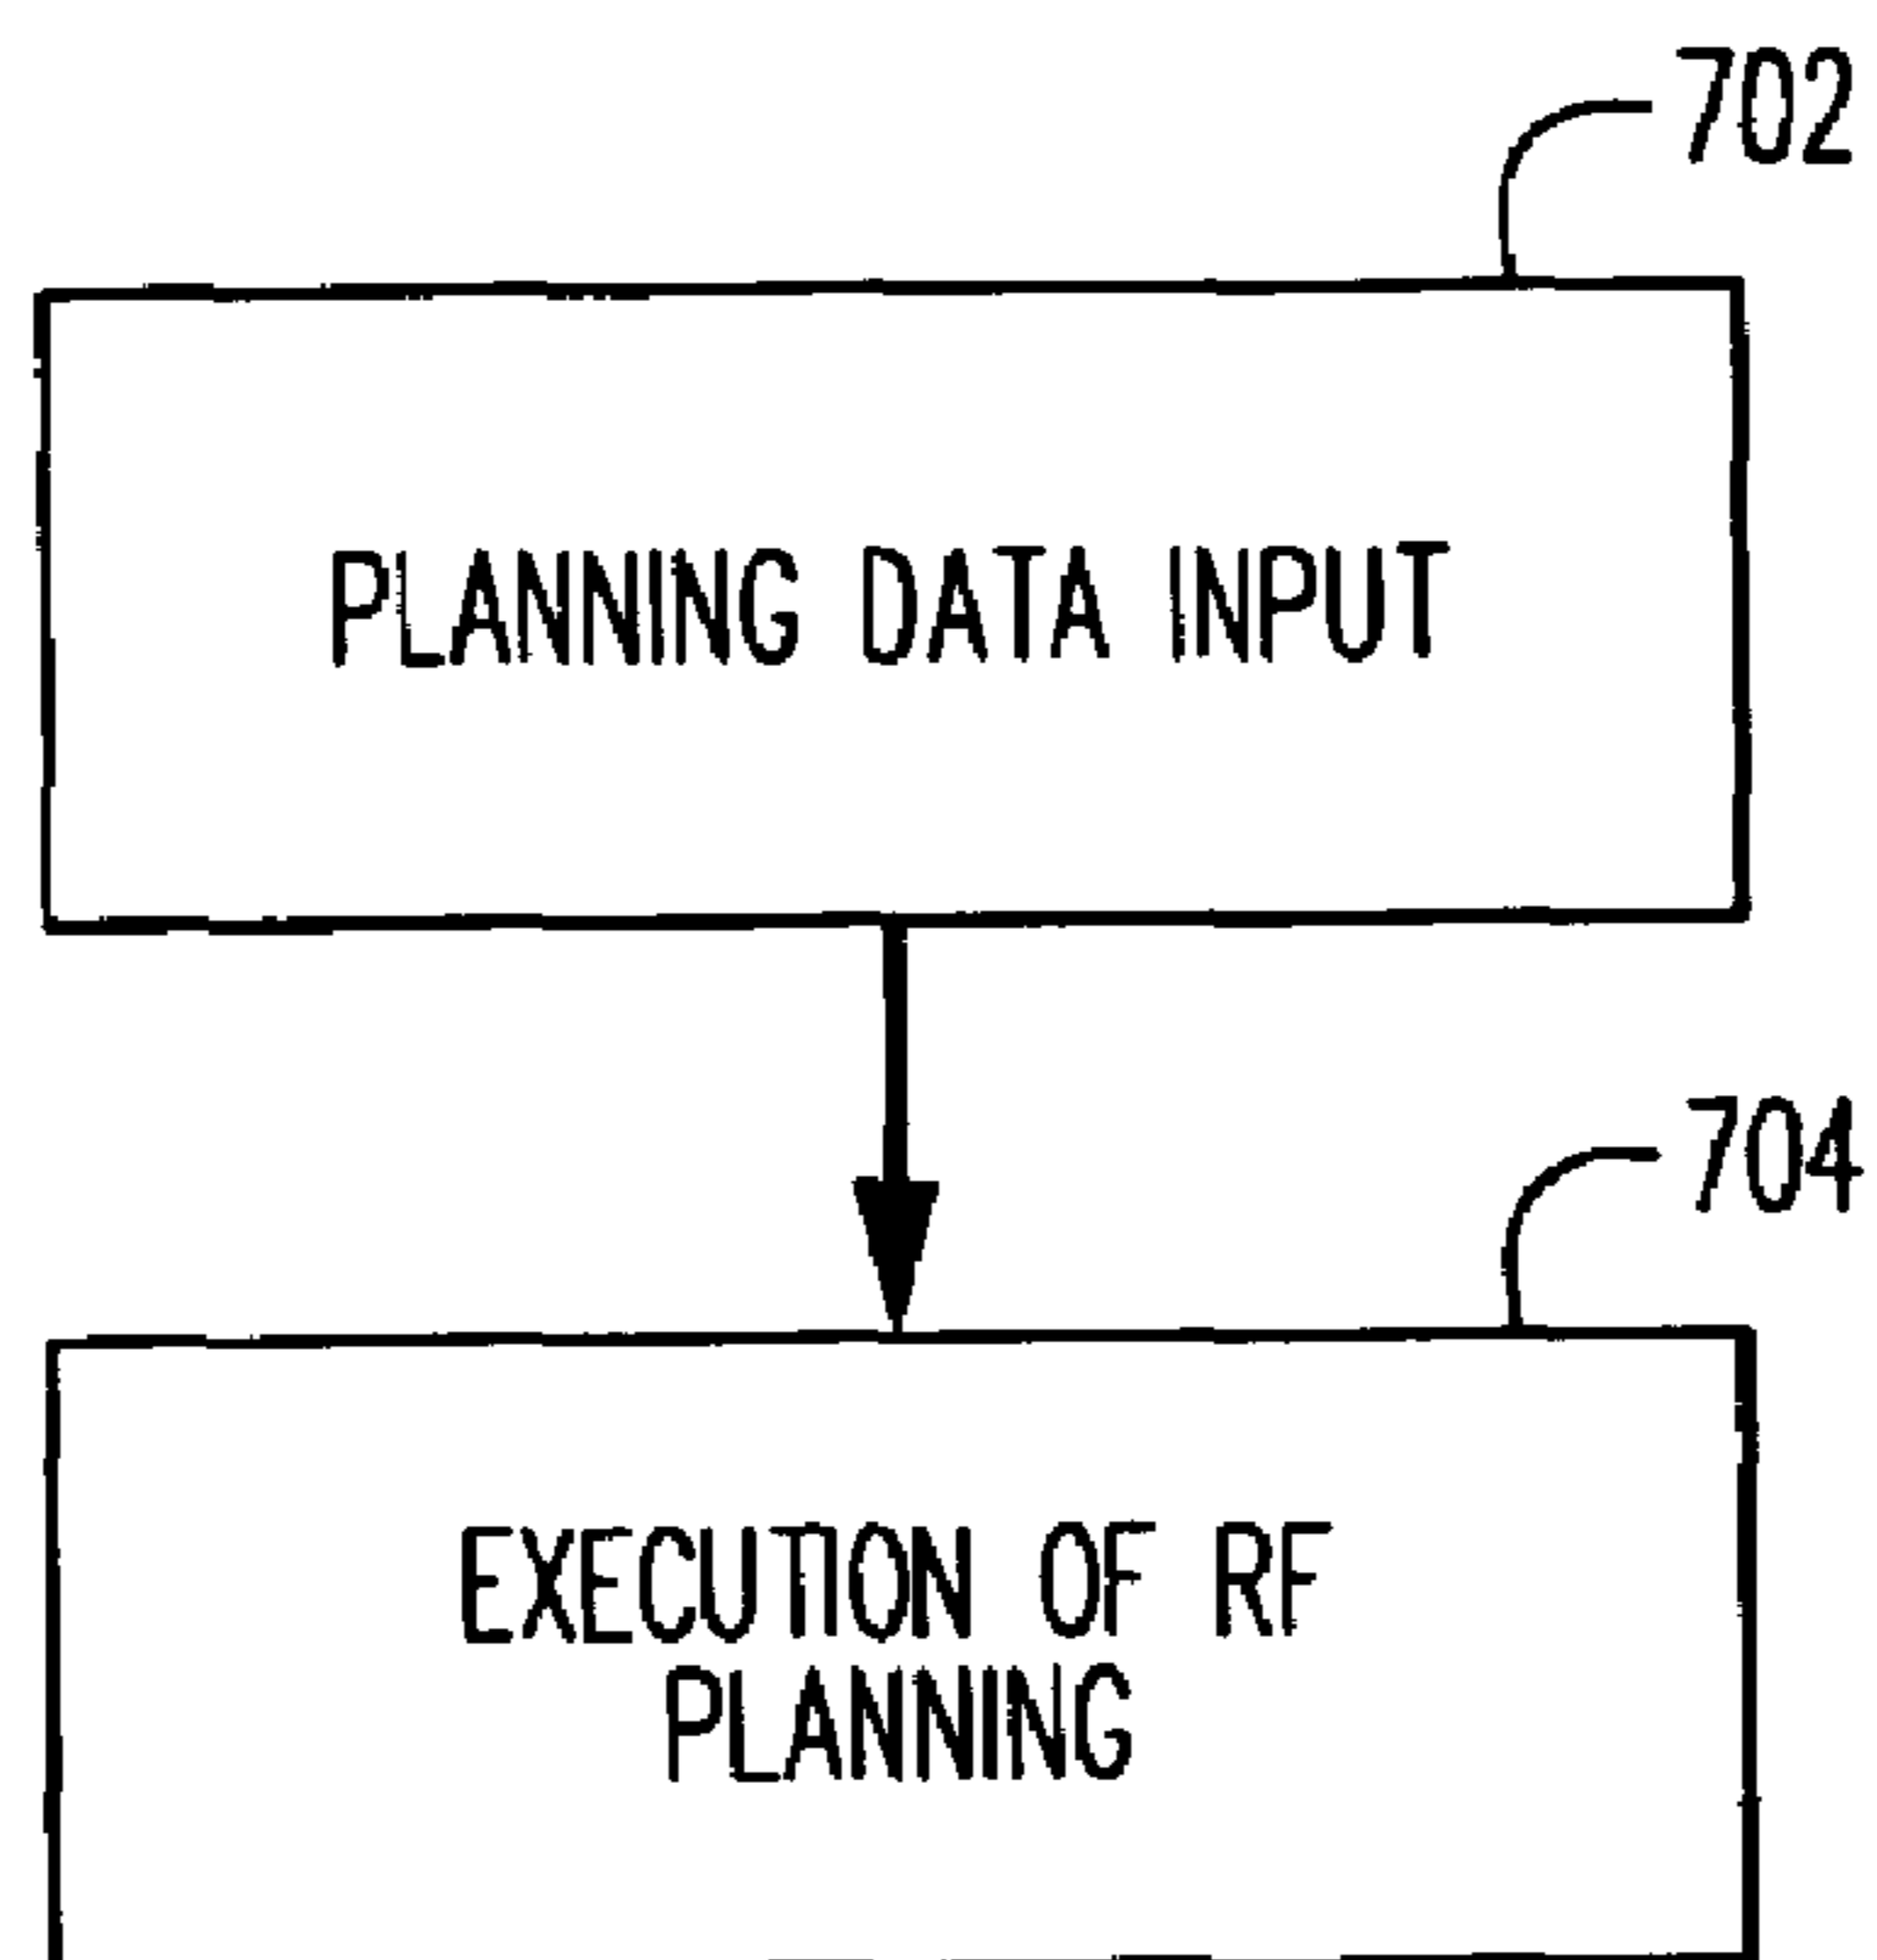 702
PLANNING DATA INPUT
704
EXECUTION OF RF
PLANNING